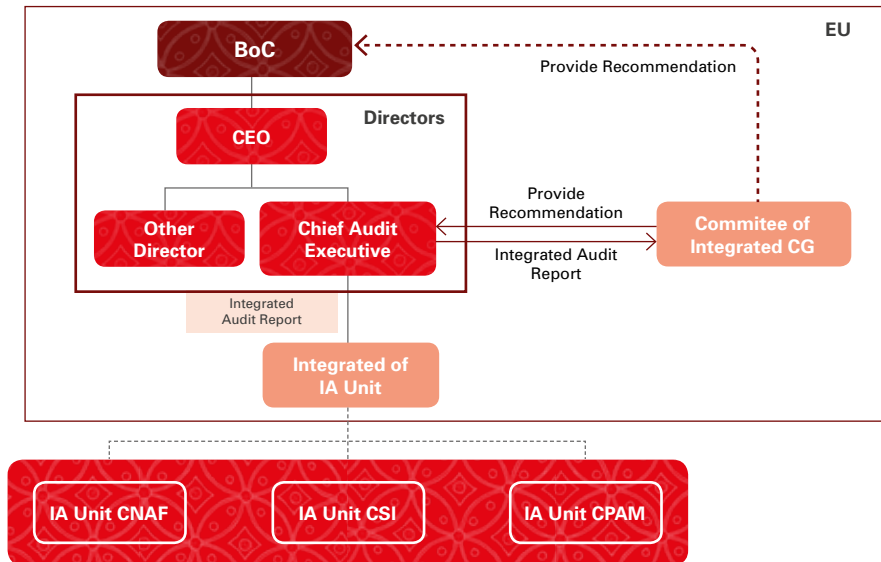 EU
BoC
Provide Recommendation
Directors
CEO
Other
Director
Chief Audit
Executive
Provide
Recommendation
Integrated Audit
Report
Commitee of
Integrated CG
Integrated
Audit Report
Integrated of
IA Unit
IA Unit CNAF
IA Unit CSI
IA Unit CPAM